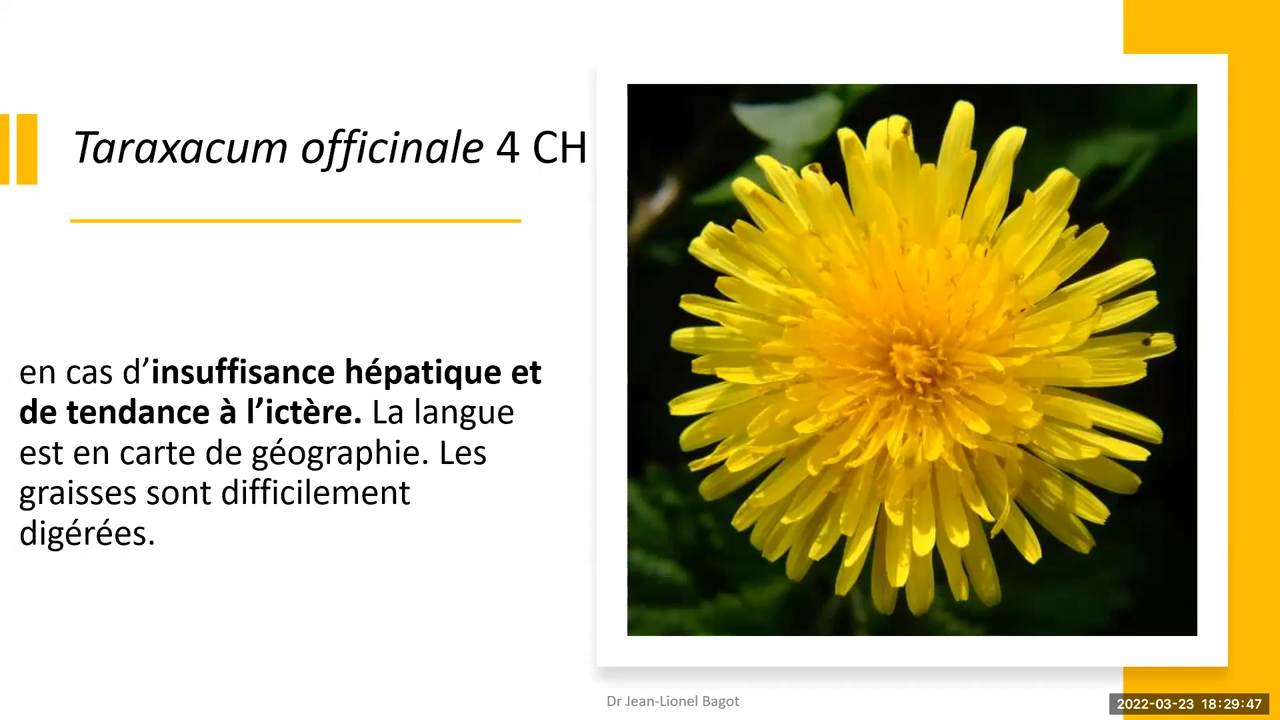 Taraxacum officinale 4 CH
en cas d’insuffisance hépatique et
de tendance à l’ictère. La langue
est en carte de géographie. Les
graisses sont difficilement
digérées.
Dr Jean-Lionel Bagot
2022-03-23 18:29:47